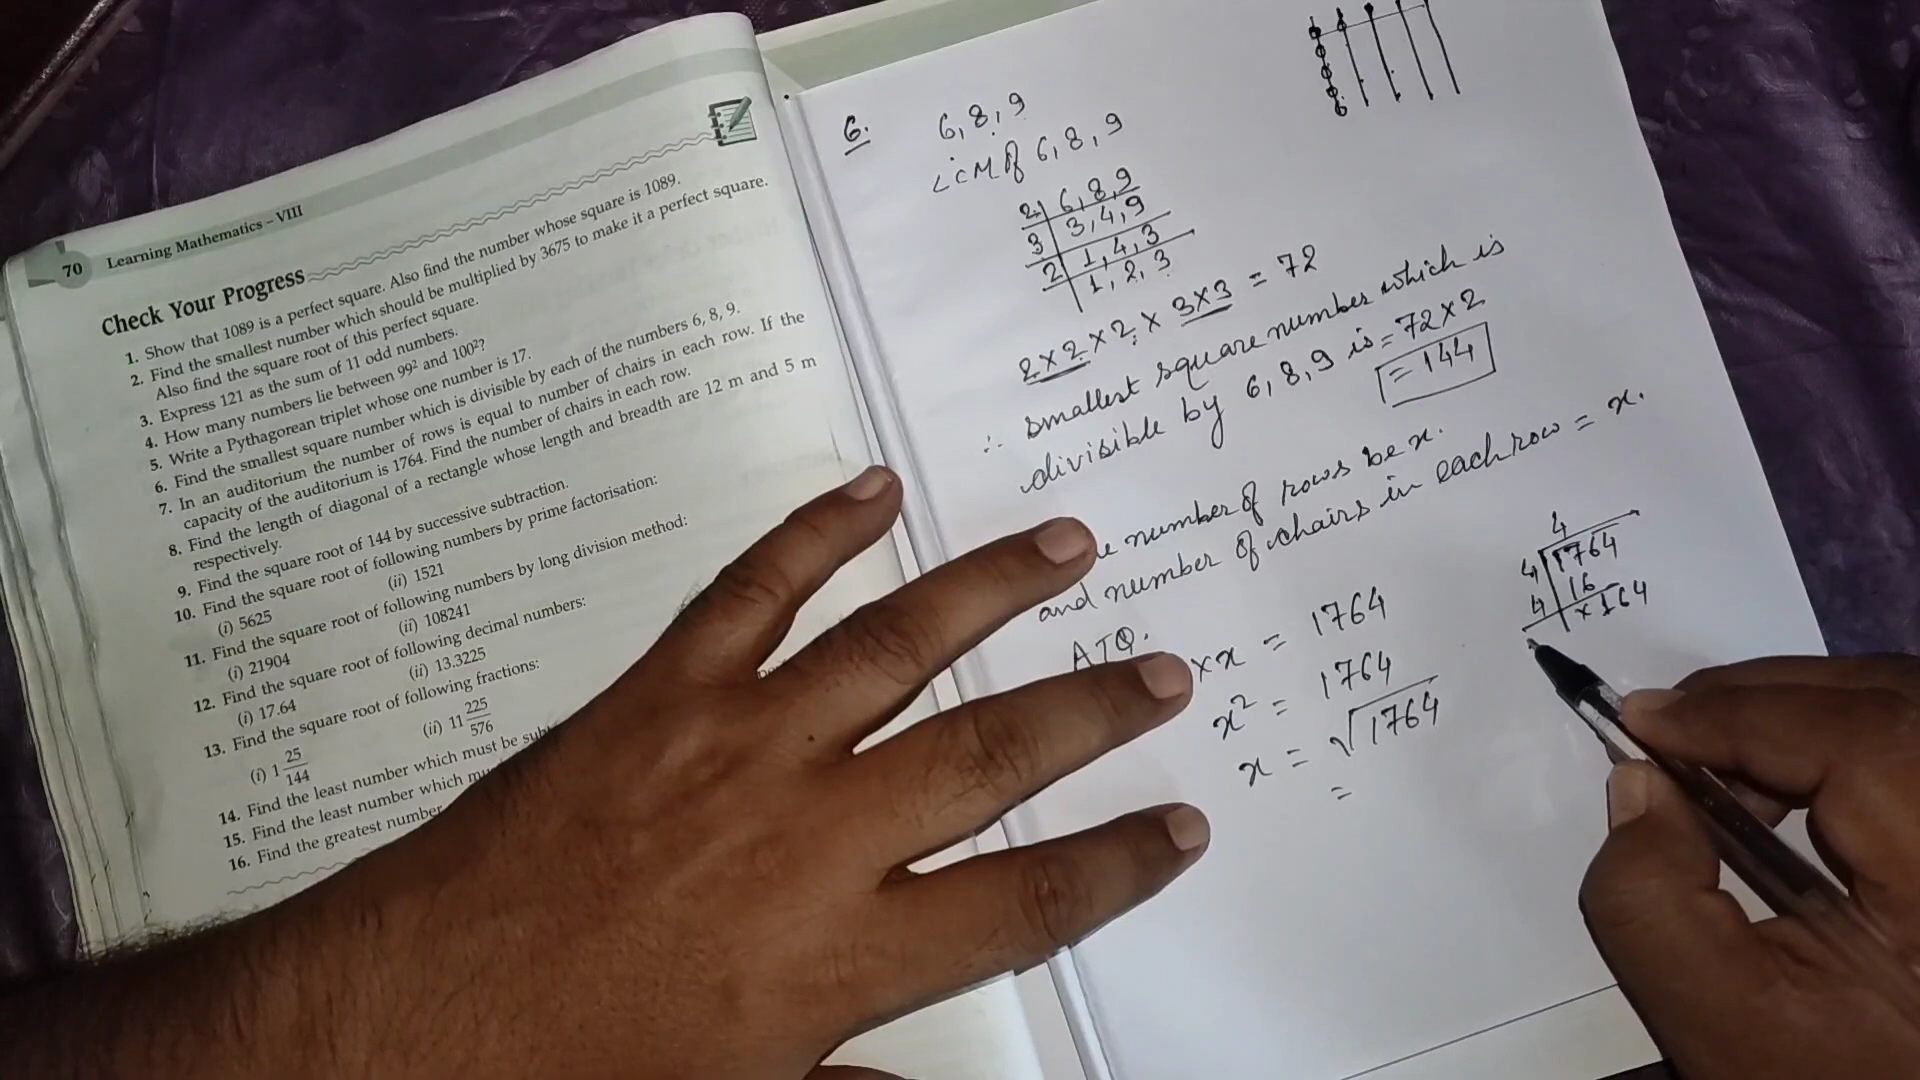 70 Learning Mathematics – VIII
Check Your Progress
1. Show that 1089 is a perfect square. Also find the number whose square is 1089.
2. Find the smallest number which should be multiplied by 3675 to make it a perfect square.
Also find the square root of this perfect square.
3. Express 121 as the sum of 11 odd numbers.
4. How many numbers lie between 99² and 100²?
5. Write a Pythagorean triplet whose one number is 17.
6. Find the smallest square number which is divisible by each of the numbers 6, 8, 9.
7. In an auditorium the number of rows is equal to number of chairs in each row. If the
capacity of the auditorium is 1764. Find the number of chairs in each row.
8. Find the length of diagonal of a rectangle whose length and breadth are 12 m and 5 m
respectively.
9. Find the square root of 144 by successive subtraction.
10. Find the square root of following numbers by prime factorisation:
(i) 5625 (ii) 1521
11. Find the square root of following numbers by long division method:
(i) 21904 (ii) 108241
12. Find the square root of following decimal numbers:
(i) 17.64 (ii) 13.3225
13. Find the square root of following fractions:
(i) 1 25/144 (ii) 11 225/576
14. Find the least number which must be
15. Find the least number which
16. Find the greatest number
6. 6, 8, 9
LCM of 6, 8, 9
2 6, 8, 9
3 3, 4, 9
2 1, 4, 3
1, 2, 3
2×2×2×3×3 = 72
∴ smallest square number which is
divisible by 6, 8, 9 is = 72×2
= 144
number of rows be x.
and number of chairs in each row = x.
ATQ.
×x = 1764
x² = 1764
x = √1764
=
4
4 1764
4 16
×164